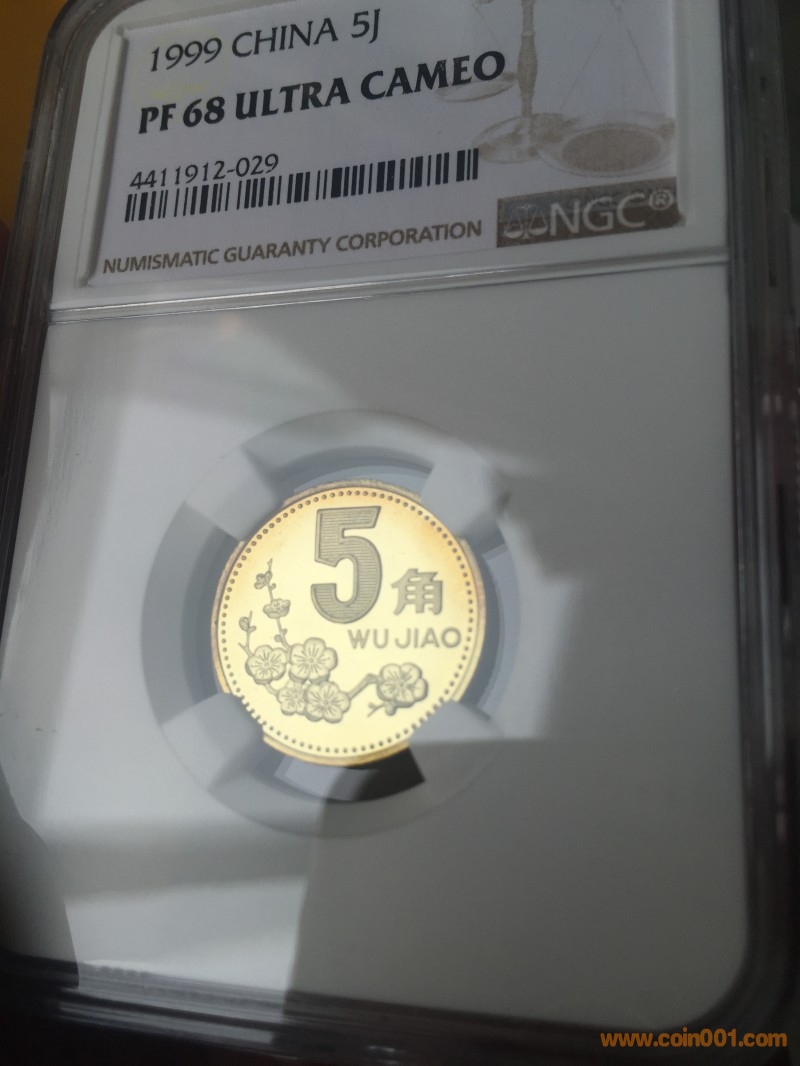 1999 CHINA 5J
PF 68 ULTRA CAMEO
4411912-029
NGC®
NUMISMATIC GUARANTY CORPORATION
5角
WU JIAO
www.coin001.com